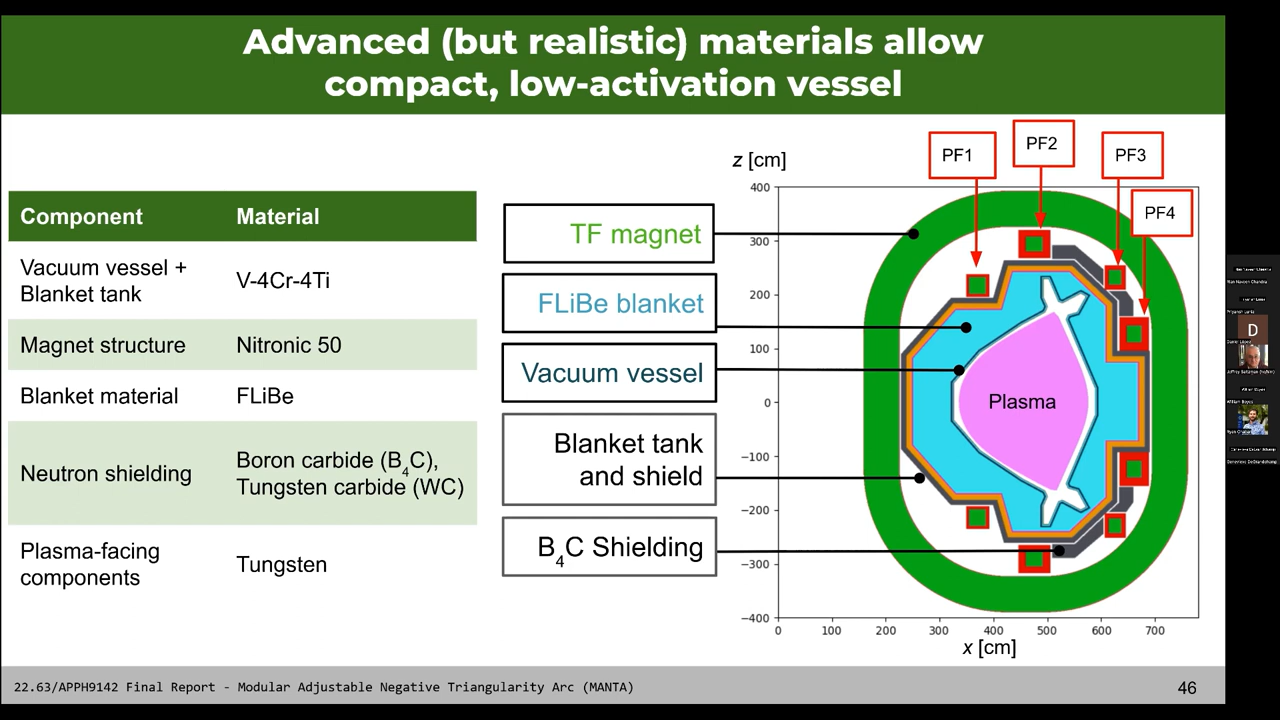 Advanced (but realistic) materials allow
compact, low-activation vessel
Component Material
Vacuum vessel +
Blanket tank
V-4Cr-4Ti
Magnet structure Nitronic 50
Blanket material FLiBe
Neutron shielding
Boron carbide (B4C),
Tungsten carbide (WC)
Plasma-facing
components
Tungsten
TF magnet
FLiBe blanket
Vacuum vessel
Blanket tank
and shield
B4C Shielding
z [cm]
PF1
PF2
PF3
PF4
400
300
200
100
0
−100
−200
−300
−400
Plasma
0 100 200 300 400 500 600 700
x [cm]
22.63/APPH9142 Final Report - Modular Adjustable Negative Triangularity Arc (MANTA)
46
D